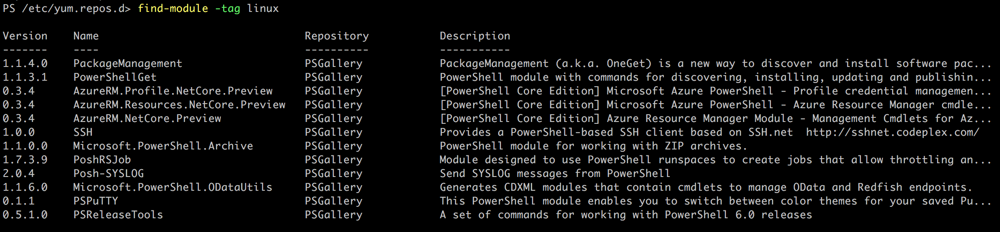 PS /etc/yum.repos.d> find-module -tag linux
Version Name Repository Description
------- ---- ---------- -----------
1.1.4.0 PackageManagement PSGallery PackageManagement (a.k.a. OneGet) is a new way to discover and install software pac...
1.1.3.1 PowerShellGet PSGallery PowerShell module with commands for discovering, installing, updating and publishin...
0.3.4 AzureRM.Profile.NetCore.Preview PSGallery [PowerShell Core Edition] Microsoft Azure PowerShell - Profile credential managemen...
0.3.4 AzureRM.Resources.NetCore.Preview PSGallery [PowerShell Core Edition] Microsoft Azure PowerShell - Azure Resource Manager cmdle...
0.3.4 AzureRM.NetCore.Preview PSGallery [PowerShell Core Edition] Azure Resource Manager Module - Management Cmdlets for Az...
1.0.0 SSH PSGallery Provides a PowerShell-based SSH client based on SSH.net  http://sshnet.codeplex.com/
1.1.0.0 Microsoft.PowerShell.Archive PSGallery PowerShell module for working with ZIP archives.
1.7.3.9 PoshRSJob PSGallery Module designed to use PowerShell runspaces to create jobs that allow throttling an...
2.0.4 Posh-SYSLOG PSGallery Send SYSLOG messages from PowerShell
1.1.6.0 Microsoft.PowerShell.ODataUtils PSGallery Generates CDXML modules that contain cmdlets to manage OData and Redfish endpoints.
0.1.1 PSPuTTY PSGallery This PowerShell module enables you to switch between color themes for your saved Pu...
0.5.1.0 PSReleaseTools PSGallery A set of commands for working with PowerShell 6.0 releases